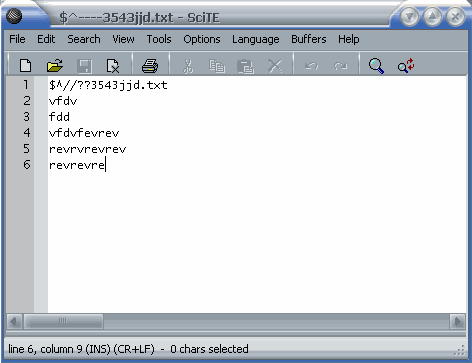 $^----3543jjd.txt - SciTE
File Edit Search View Tools Options Language Buffers Help
1 $^//??3543jjd.txt
2 vfdv
3 fdd
4 vfdvfevrev
5 revrvrevrev
6 revrevre
line 6, column 9 (INS) (CR+LF) - 0 chars selected